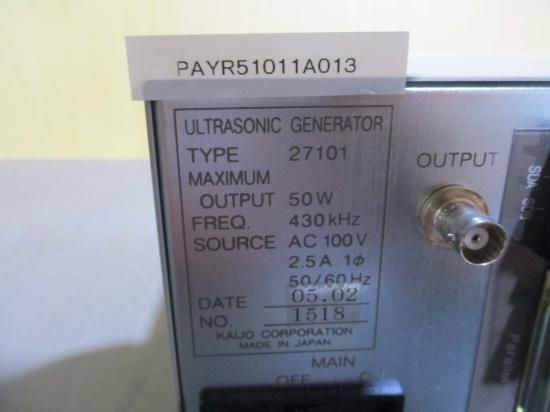 PAYR51011A013
ULTRASONIC GENERATOR
TYPE 27101
MAXIMUM
OUTPUT 50W
FREQ. 430kHz
SOURCE AC 100V
2.5A 1ϕ
50/60Hz
DATE 05.02
NO. 1518
KAIJO CORPORATION
MADE IN JAPAN
MAIN
OFF
OUTPUT
SDA